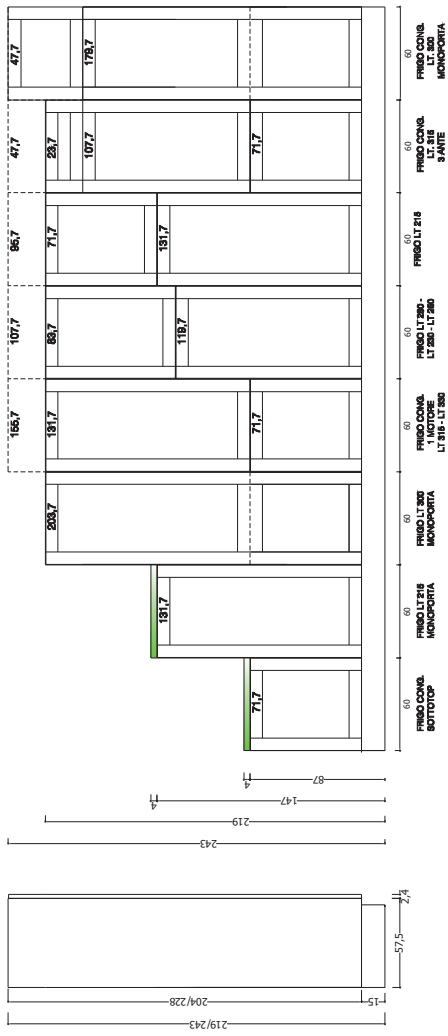 155,7
107,7
95,7
47,7
47,7
203,7
131,7
83,7
71,7
23,7
107,7
179,7
131,7
131,7
119,7
71,7
71,7
71,7
219/243
204/228
15
57,5
2,4
243
219
147
4
87
4
60
60
60
60
60
60
60
60
FRIGO CONG.
SOTTOTOP
FRIGO LT 215
MONOPORTA
FRIGO LT 300
MONOPORTA
FRIGO CONG.
1 MOTORE
LT 315 - LT 330
FRIGO LT 280 -
LT 230 - LT 260
FRIGO LT 215
FRIGO CONG.
LT. 315
3 ANTE
FRIGO CONG.
LT. 300
MONOPORTA